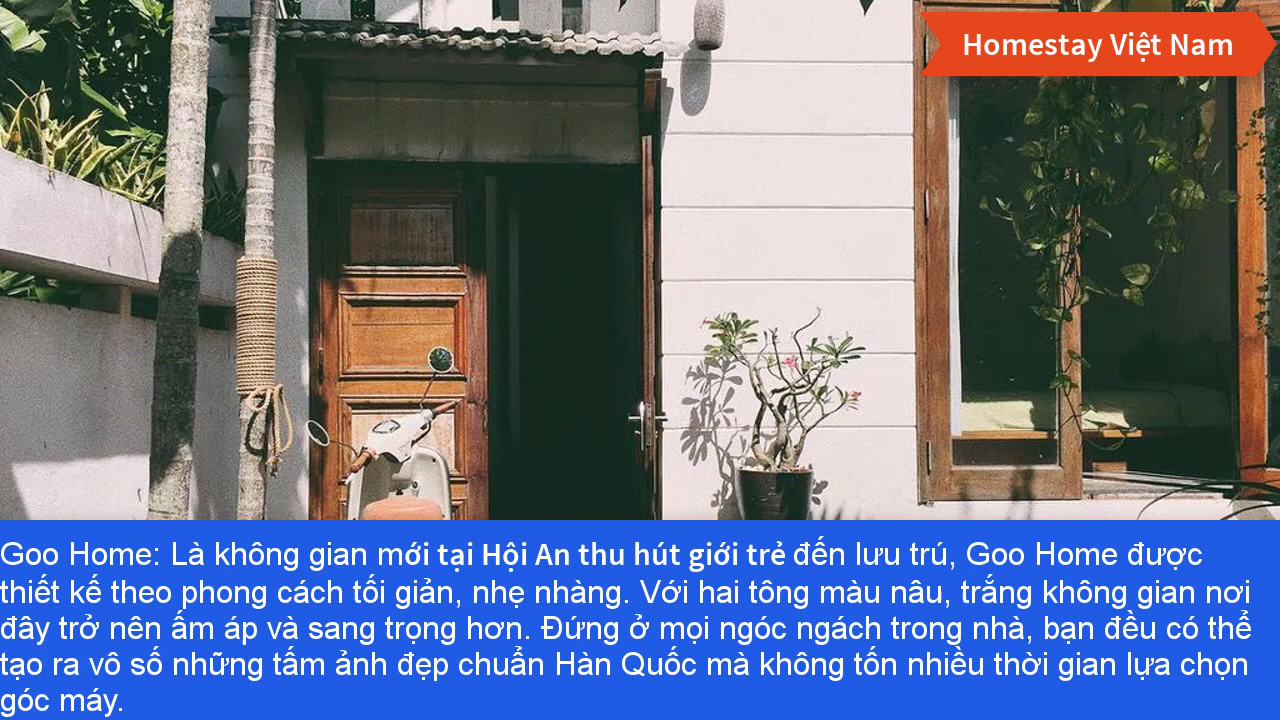 Homestay Việt Nam
Goo Home: Là không gian mới tại Hội An thu hút giới trẻ đến lưu trú, Goo Home được
thiết kế theo phong cách tối giản, nhẹ nhàng. Với hai tông màu nâu, trắng không gian nơi
đây trở nên ấm áp và sang trọng hơn. Đứng ở mọi ngóc ngách trong nhà, bạn đều có thể
tạo ra vô số những tấm ảnh đẹp chuẩn Hàn Quốc mà không tốn nhiều thời gian lựa chọn
góc máy.